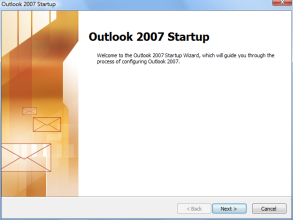 Outlook 2007 Startup
Outlook 2007 Startup
Welcome to the Outlook 2007 Startup Wizard, which will guide you through the
process of configuring Outlook 2007.
< Back
Next >
Cancel